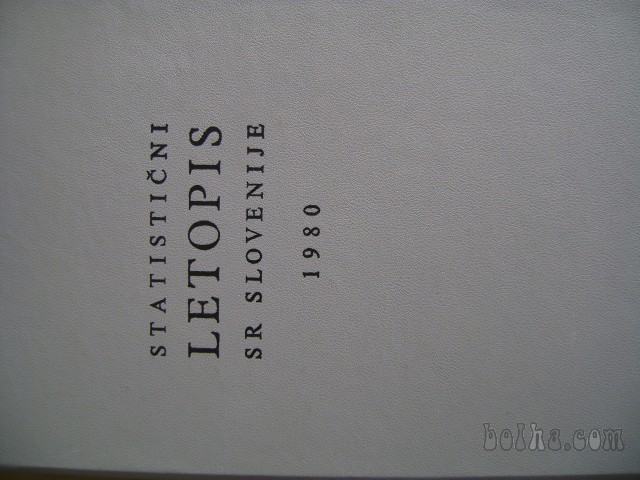 STATISTIČNI
LETOPIS
SR SLOVENIJE
1980
bolha.com